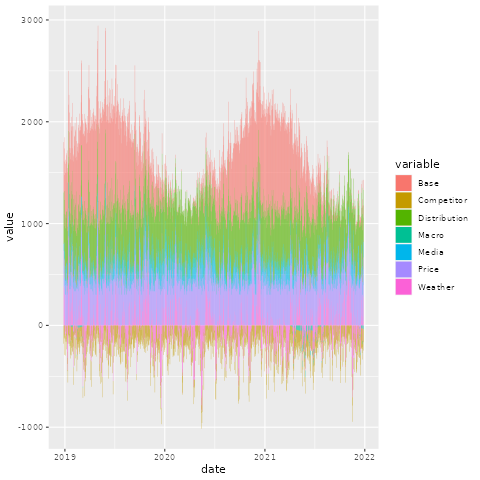 3000
2000
1000
0
-1000
value
2019
2020
2021
2022
date
variable
Base
Competitor
Distribution
Macro
Media
Price
Weather